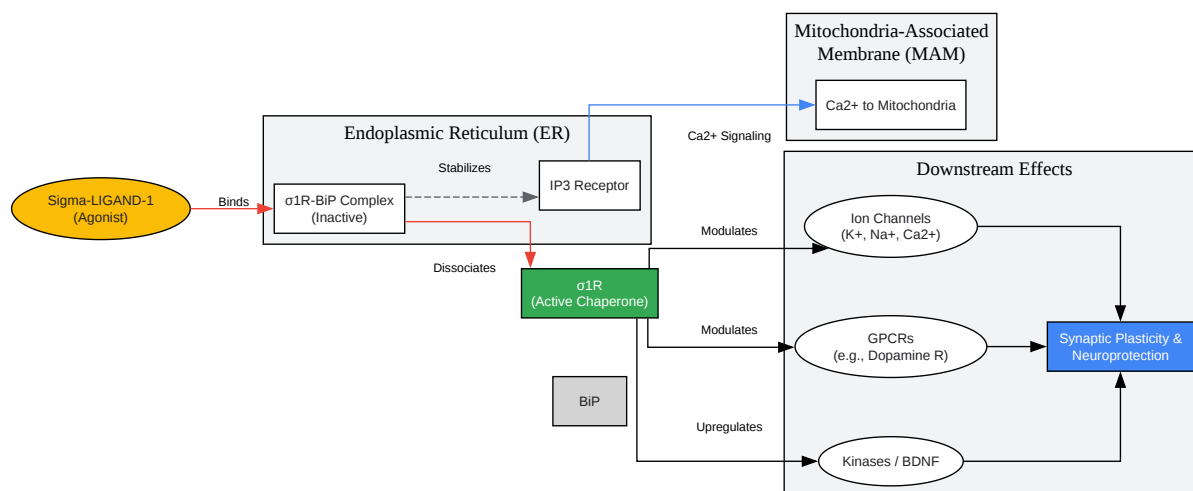 Mitochondria-Associated
Membrane (MAM)
Ca2+ to Mitochondria
Endoplasmic Reticulum (ER)
Ca2+ Signaling
Stabilizes
IP3 Receptor
Downstream Effects
Sigma-LIGAND-1
(Agonist)
Binds
σ1R-BiP Complex
(Inactive)
Ion Channels
(K+, Na+, Ca2+)
Modulates
Dissociates
σ1R
(Active Chaperone)
Modulates
GPCRs
(e.g., Dopamine R)
Synaptic Plasticity &
Neuroprotection
BiP
Upregulates
Kinases / BDNF